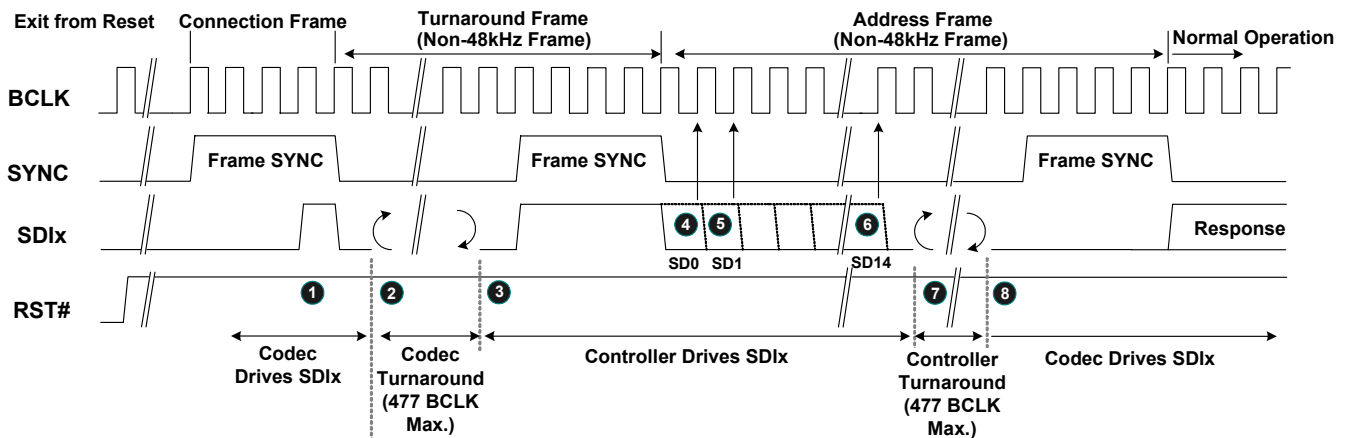 Exit from Reset
Connection Frame
Turnaround Frame
(Non-48kHz Frame)
Address Frame
(Non-48kHz Frame)
Normal Operation
BCLK
SYNC
Frame SYNC
Frame SYNC
Frame SYNC
SDIx
4
5
6
Response
SD0
SD1
SD14
RST#
1
2
3
7
8
Codec
Drives SDIx
Codec
Turnaround
(477 BCLK
Max.)
Controller Drives SDIx
Controller
Turnaround
(477 BCLK
Max.)
Codec Drives SDIx